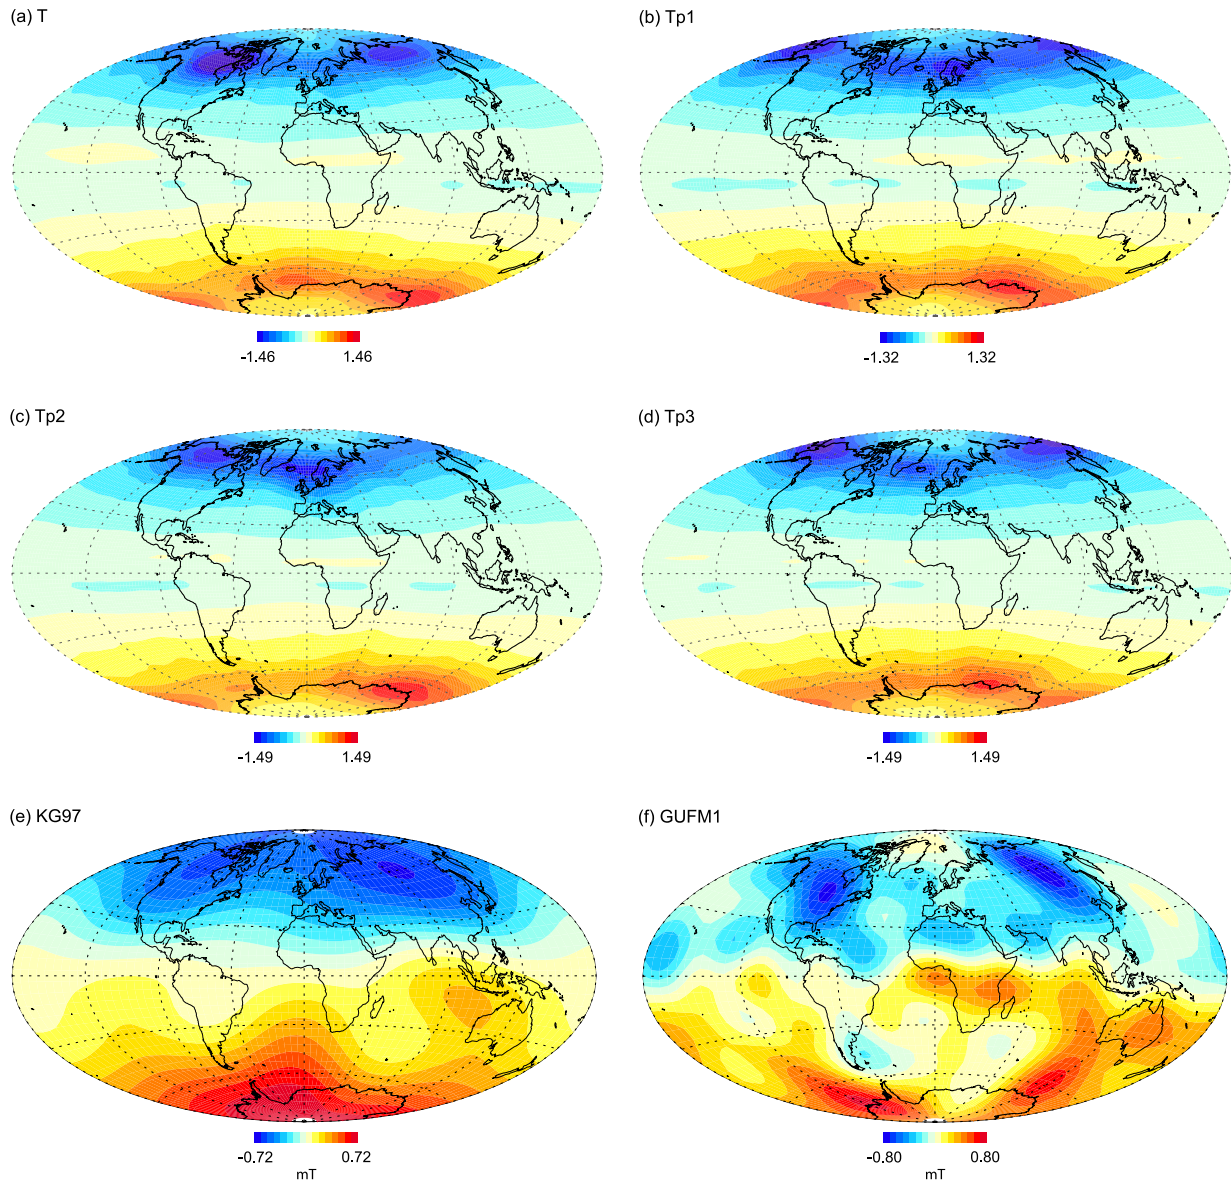 (a) T
(b) Tp1
-1.46 1.46
-1.32 1.32
(c) Tp2
(d) Tp3
-1.49 1.49
-1.49 1.49
(e) KG97
(f) GUFM1
-0.72 0.72
mT
-0.80 0.80
mT